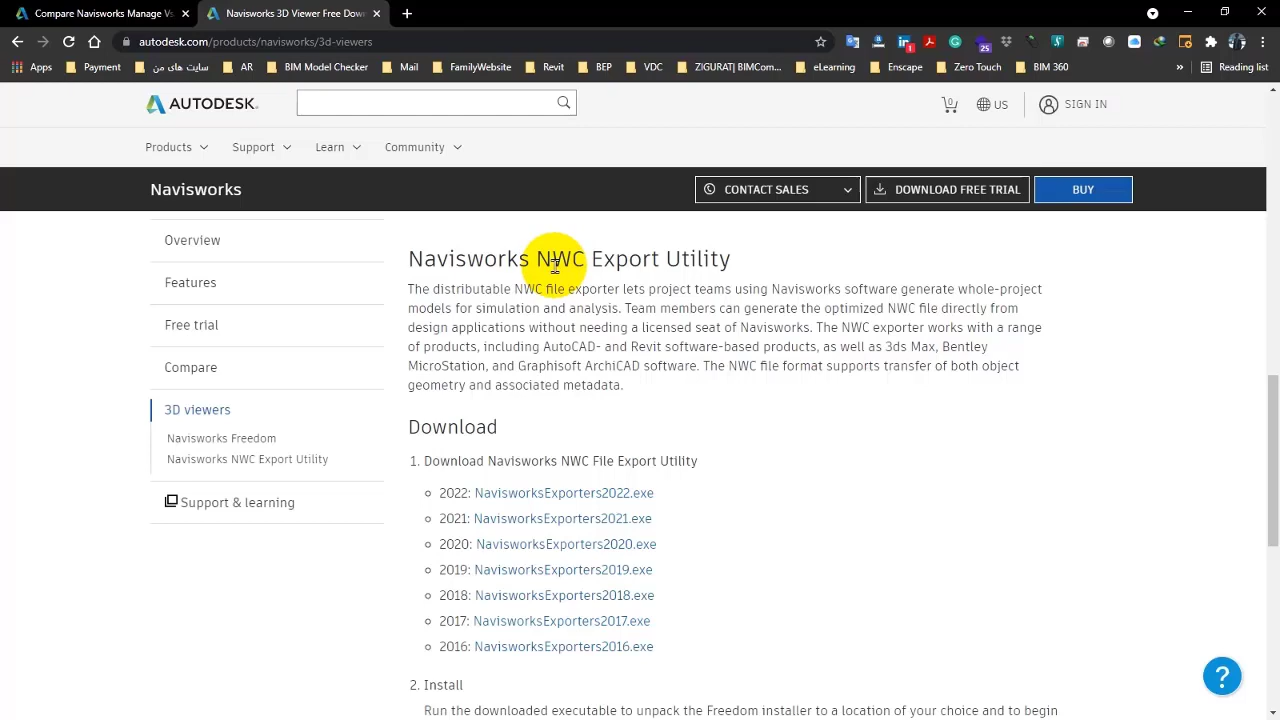 Compare Navisworks Manage Vs
Navisworks 3D Viewer Free Down
autodesk.com/products/navisworks/3d-viewers
1
25
Apps
Payment
سایت های من
AR
BIM Model Checker
Mail
FamilyWebsite
Revit
BEP
VDC
ZIGURAT| BIMCom...
eLearning
Enscape
Zero Touch
BIM 360
»
Reading list
AUTODESK.
0
US
SIGN IN
Products
Support
Learn
Community
Navisworks
CONTACT SALES
DOWNLOAD FREE TRIAL
BUY
Overview
Features
Free trial
Compare
3D viewers
Navisworks Freedom
Navisworks NWC Export Utility
Support & learning
Navisworks NWC Export Utility
The distributable NWC file exporter lets project teams using Navisworks software generate whole-project
models for simulation and analysis. Team members can generate the optimized NWC file directly from
design applications without needing a licensed seat of Navisworks. The NWC exporter works with a range
of products, including AutoCAD- and Revit software-based products, as well as 3ds Max, Bentley
MicroStation, and Graphisoft ArchiCAD software. The NWC file format supports transfer of both object
geometry and associated metadata.
Download
1. Download Navisworks NWC File Export Utility
2022: NavisworksExporters2022.exe
2021: NavisworksExporters2021.exe
2020: NavisworksExporters2020.exe
2019: NavisworksExporters2019.exe
2018: NavisworksExporters2018.exe
2017: NavisworksExporters2017.exe
2016: NavisworksExporters2016.exe
2. Install
Run the downloaded executable to unpack the Freedom installer to a location of your choice and to begin
?